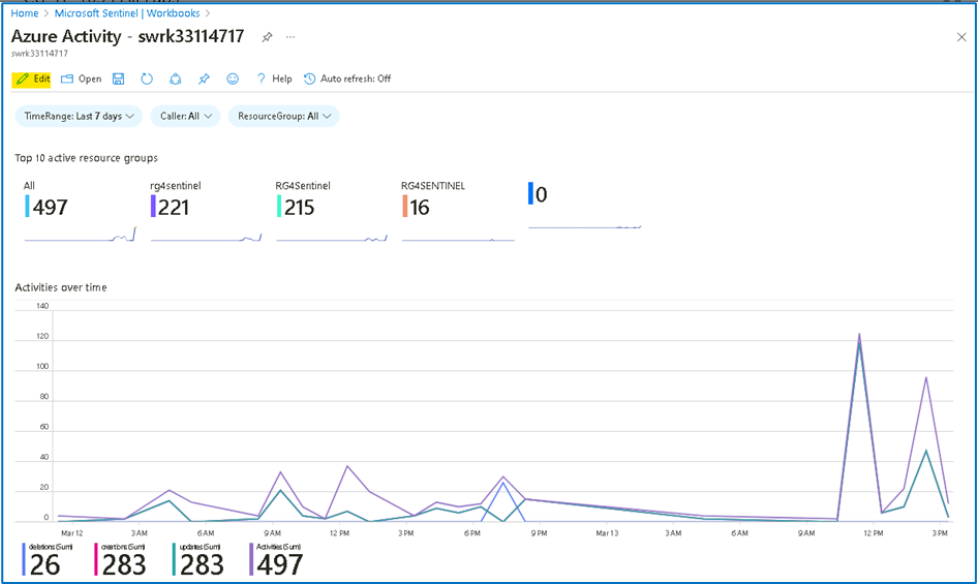 Home > Microsoft Sentinel | Workbooks >
Azure Activity - swrk33114717 ...
swrk33114717
Edit Open ? Help Auto refresh: Off
TimeRange: Last 7 days Caller: All ResourceGroup: All
Top 10 active resource groups
All rg4sentinel RG4Sentinel RG4SENTINEL
497 221 215 16 0
Activities over time
140
120
100
80
60
40
20
0
Mar 12 3 AM 6 AM 9 AM 12 PM 3 PM 6 PM 9 PM Mar 13 3 AM 6 AM 9 AM 12 PM 3 PM
deletions (Sum) creations (Sum) updates (Sum) Activities (Sum)
26 283 283 497